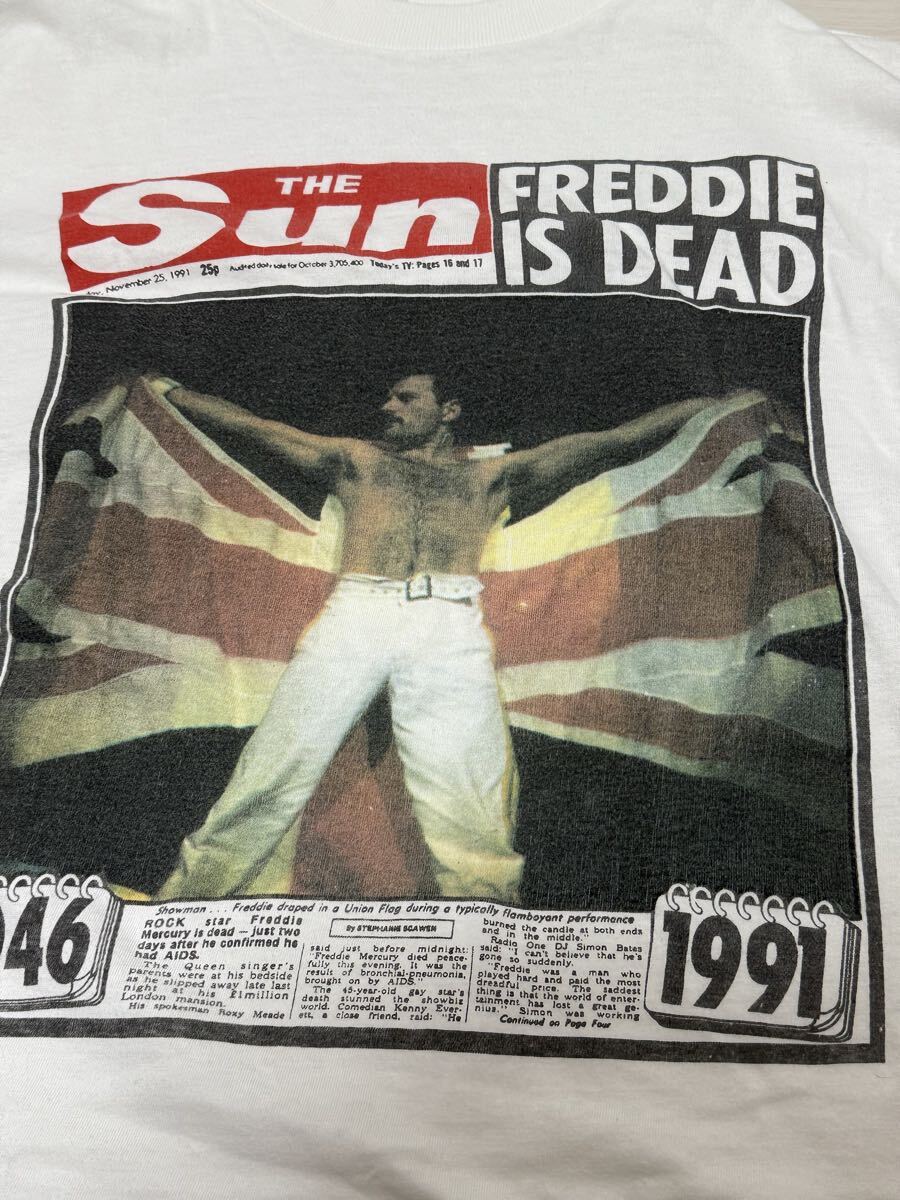 THE
Sun
FREDDIE
IS DEAD
November 25, 1991 25p Audited daily sale for October 3,705,400 Today's TV: Pages 16 and 17
Showman . . . Freddie draped in a Union Flag during a typically flamboyant performance
46
ROCK star Freddie
Mercury is dead — just two
days after he confirmed he
had AIDS.
The Queen singer's
parents were at his bedside
as he slipped away late last
night at his £1million
London mansion.
His spokesman Roxy Meade
By STEPHANIE SCAWEN
said just before midnight:
"Freddie Mercury died peace-
fully this evening. It was the
result of bronchial-pneumonia,
brought on by AIDS."
The 45-year-old gay star's
death stunned the showbiz
world. Comedian Kenny Ever-
ett, a close friend, said: "He
burned the candle at both ends
and in the middle."
Radio One DJ Simon Bates
said: "I can't believe that he's
gone so suddenly.
"Freddie was a man who
played hard and paid the most
dreadful price. The saddest
thing is that the world of enter-
tainment has lost a great ge-
nius." Simon was working
Continued on Page Four
1991